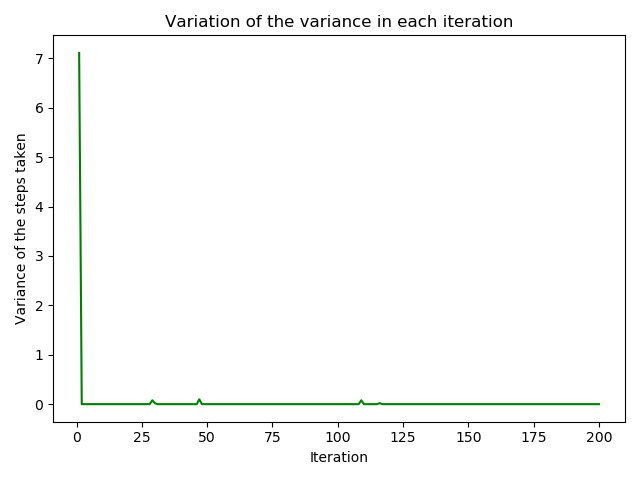 Variation of the variance in each iteration
Variance of the steps taken
7
6
5
4
3
2
1
0
0 25 50 75 100 125 150 175 200
Iteration